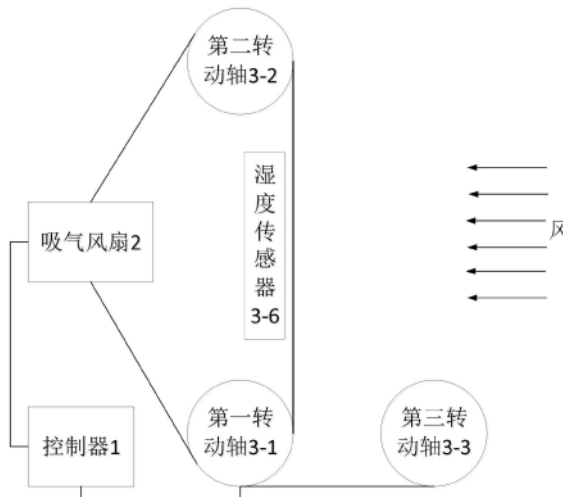 第二转
动轴3-2
湿
度
传
感
器
3-6
风
吸气风扇2
第一转
动轴3-1
第三转
动轴3-3
控制器1